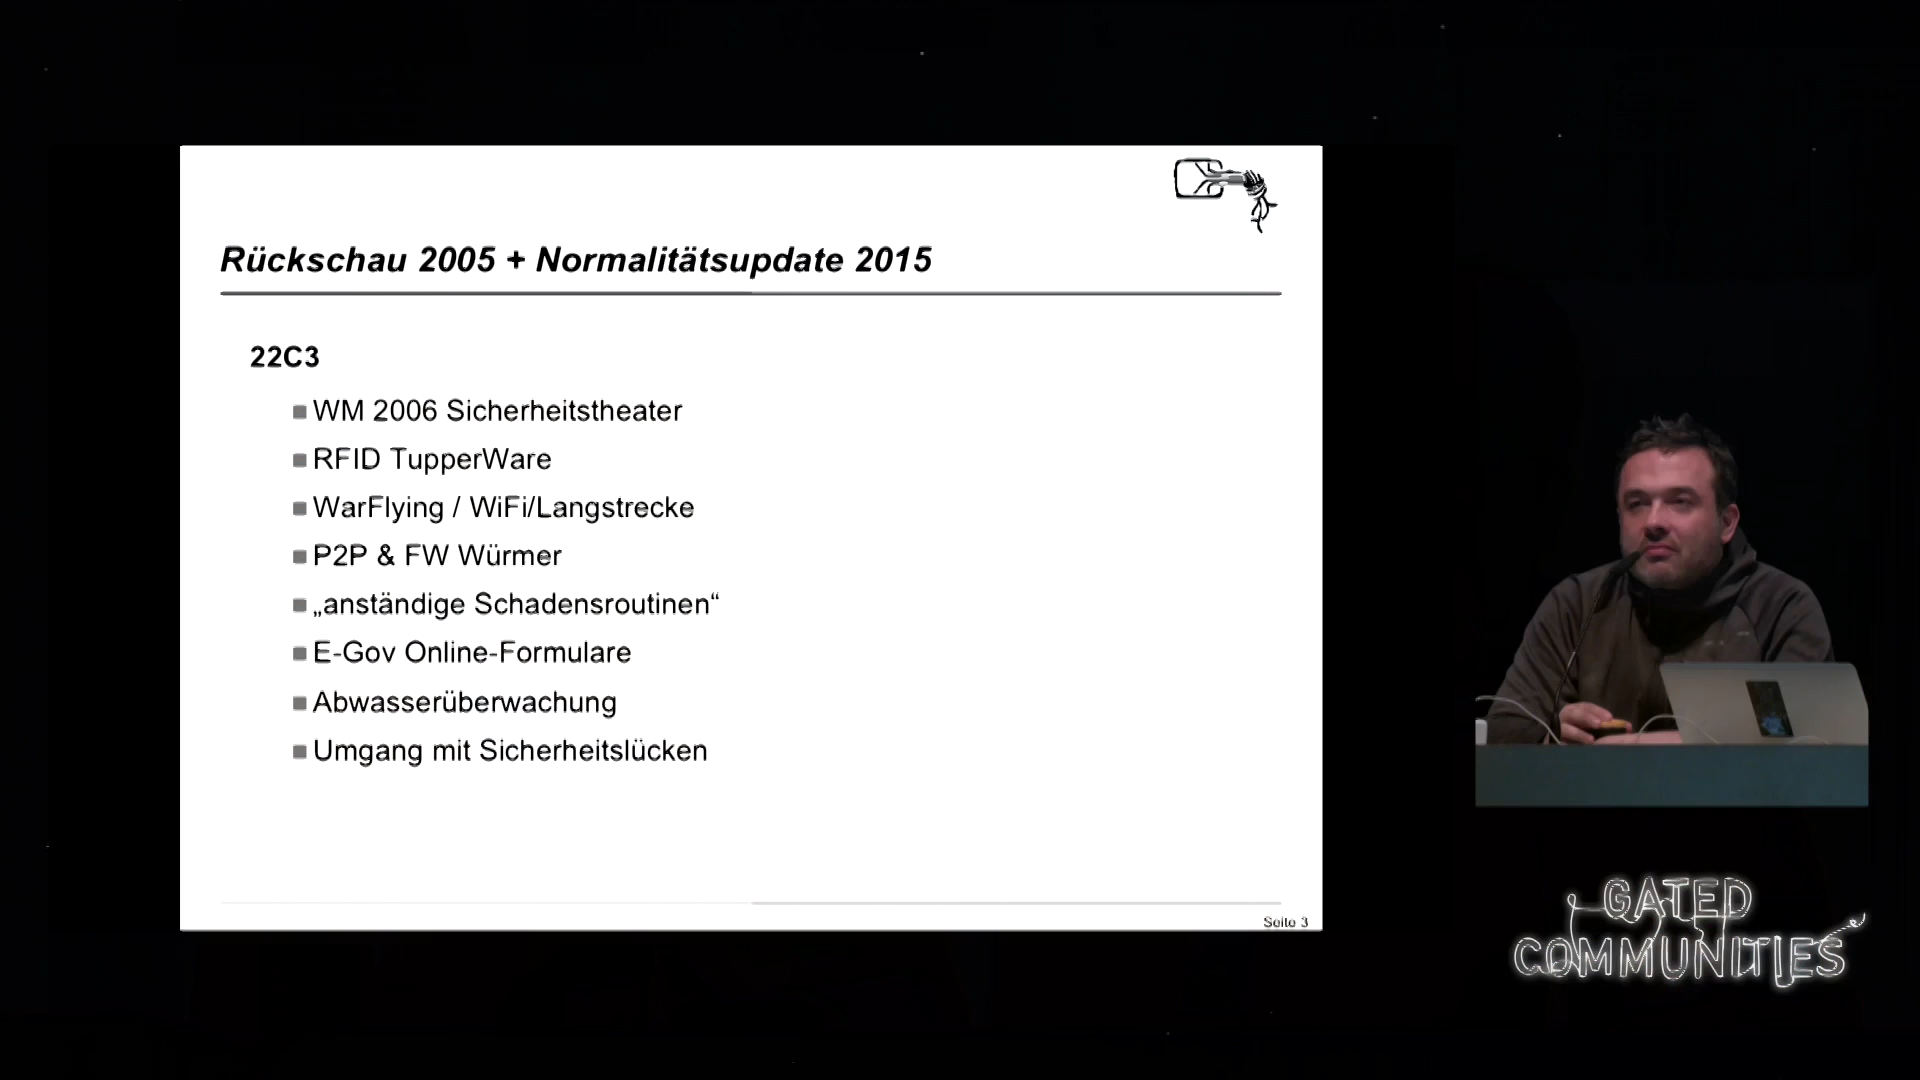 Rückschau 2005 + Normalitätsupdate 2015
22C3
WM 2006 Sicherheitstheater
RFID TupperWare
WarFlying / WiFi/Langstrecke
P2P & FW Würmer
„anständige Schadensroutinen“
E-Gov Online-Formulare
Abwasserüberwachung
Umgang mit Sicherheitslücken
Seite 3
GATED
COMMUNITIES